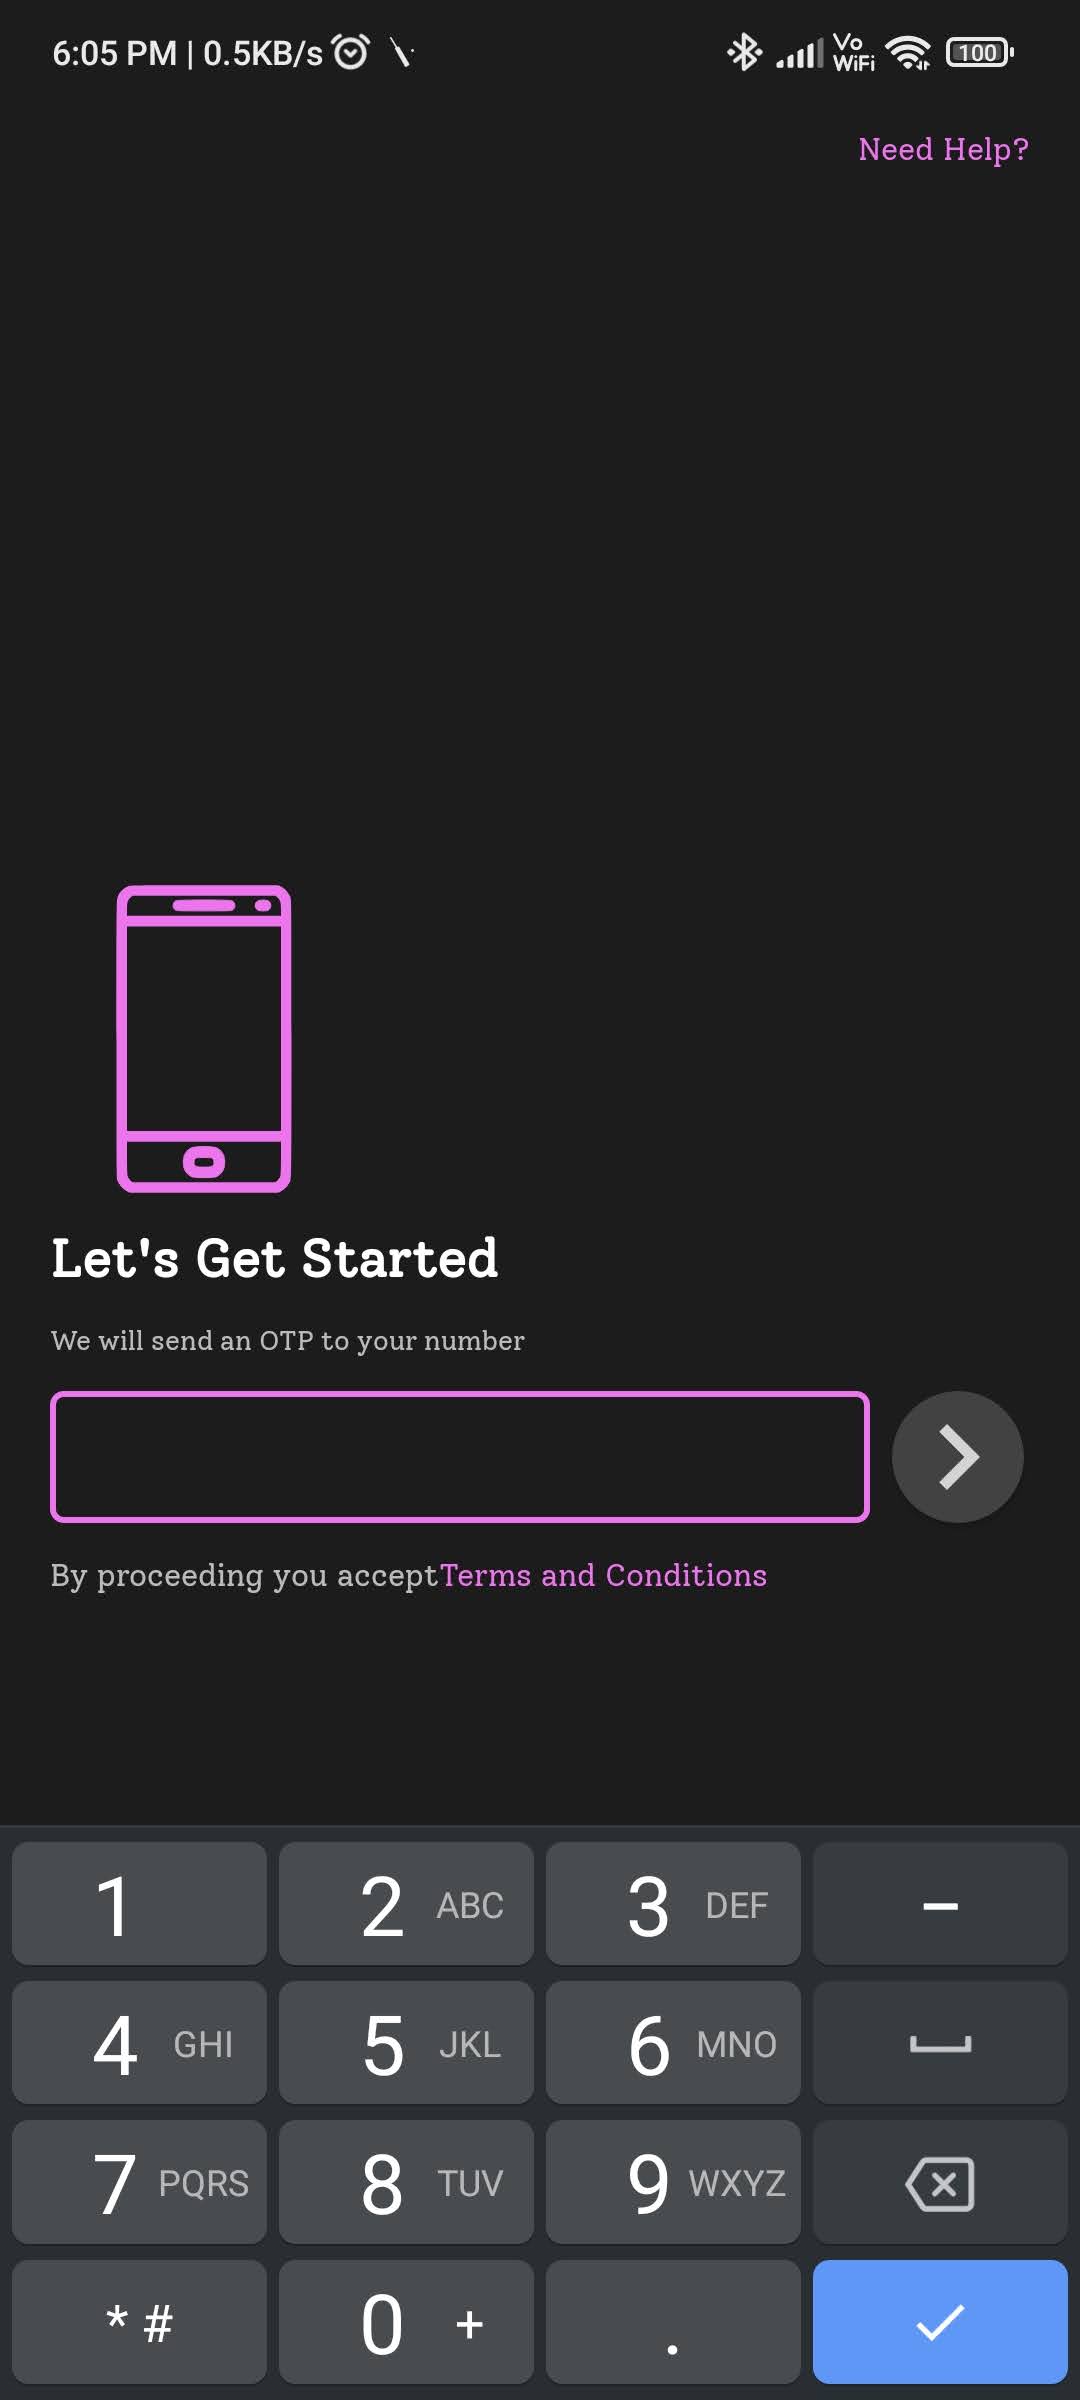 6:05 PM | 0.5KB/s Vo WiFi 100
Need Help?
Let's Get Started
We will send an OTP to your number
By proceeding you acceptTerms and Conditions
1 2 ABC 3 DEF –
4 GHI 5 JKL 6 MNO
7 PQRS 8 TUV 9 WXYZ
* # 0 + .